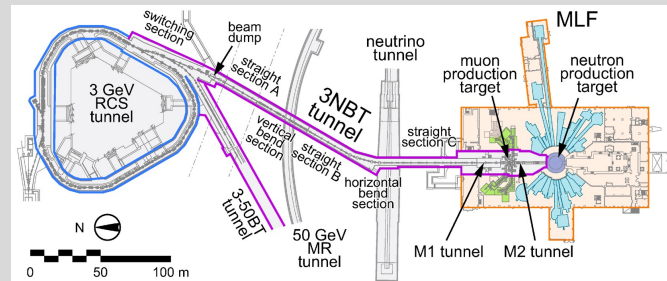 switching
section
beam
dump
straight
section A
3 GeV
RCS
tunnel
3NBT
tunnel
vertical
bend
section
straight
section B
3-50BT
tunnel
50 GeV
MR
tunnel
neutrino
tunnel
horizontal
bend
section
straight
section C
MLF
muon
production
target
neutron
production
target
M1 tunnel
M2 tunnel
N
0
50
100 m